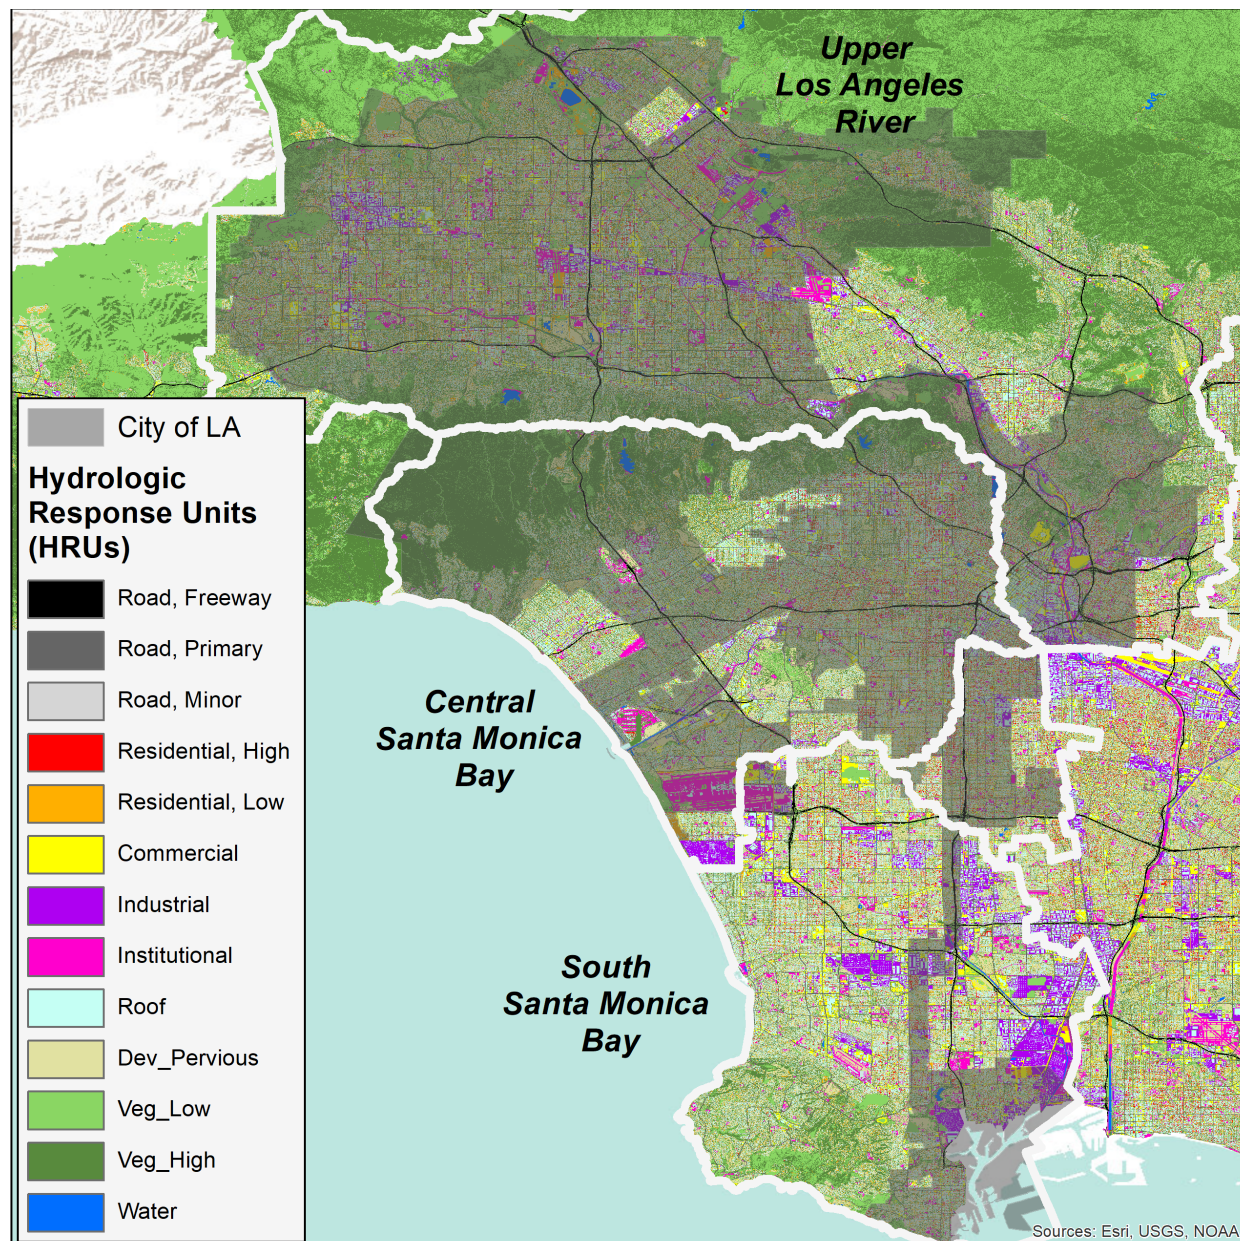 Upper
Los Angeles
River
City of LA
Hydrologic
Response Units
(HRUs)
Road, Freeway
Road, Primary
Road, Minor
Residential, High
Residential, Low
Commercial
Industrial
Institutional
Roof
Dev_Pervious
Veg_Low
Veg_High
Water
Central
Santa Monica
Bay
South
Santa Monica
Bay
Sources: Esri, USGS, NOAA